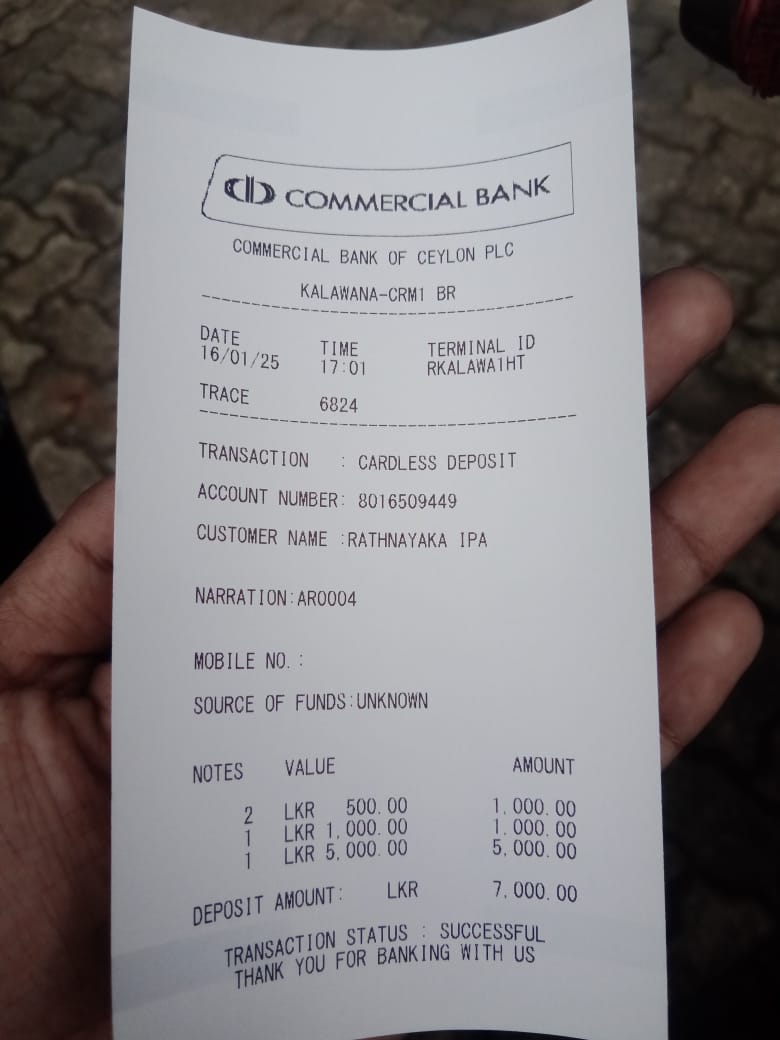 COMMERCIAL BANK
COMMERCIAL BANK OF CEYLON PLC
KALAWANA-CRM1 BR
DATE TIME TERMINAL ID
16/01/25 17:01 RKALAWA1HT
TRACE 6824
TRANSACTION : CARDLESS DEPOSIT
ACCOUNT NUMBER: 8016509449
CUSTOMER NAME :RATHNAYAKA IPA
NARRATION:AR0004
MOBILE NO. :
SOURCE OF FUNDS:UNKNOWN
NOTES VALUE AMOUNT
2 LKR 500.00 1,000.00
1 LKR 1,000.00 1,000.00
1 LKR 5,000.00 5,000.00
DEPOSIT AMOUNT: LKR 7,000.00
TRANSACTION STATUS : SUCCESSFUL
THANK YOU FOR BANKING WITH US